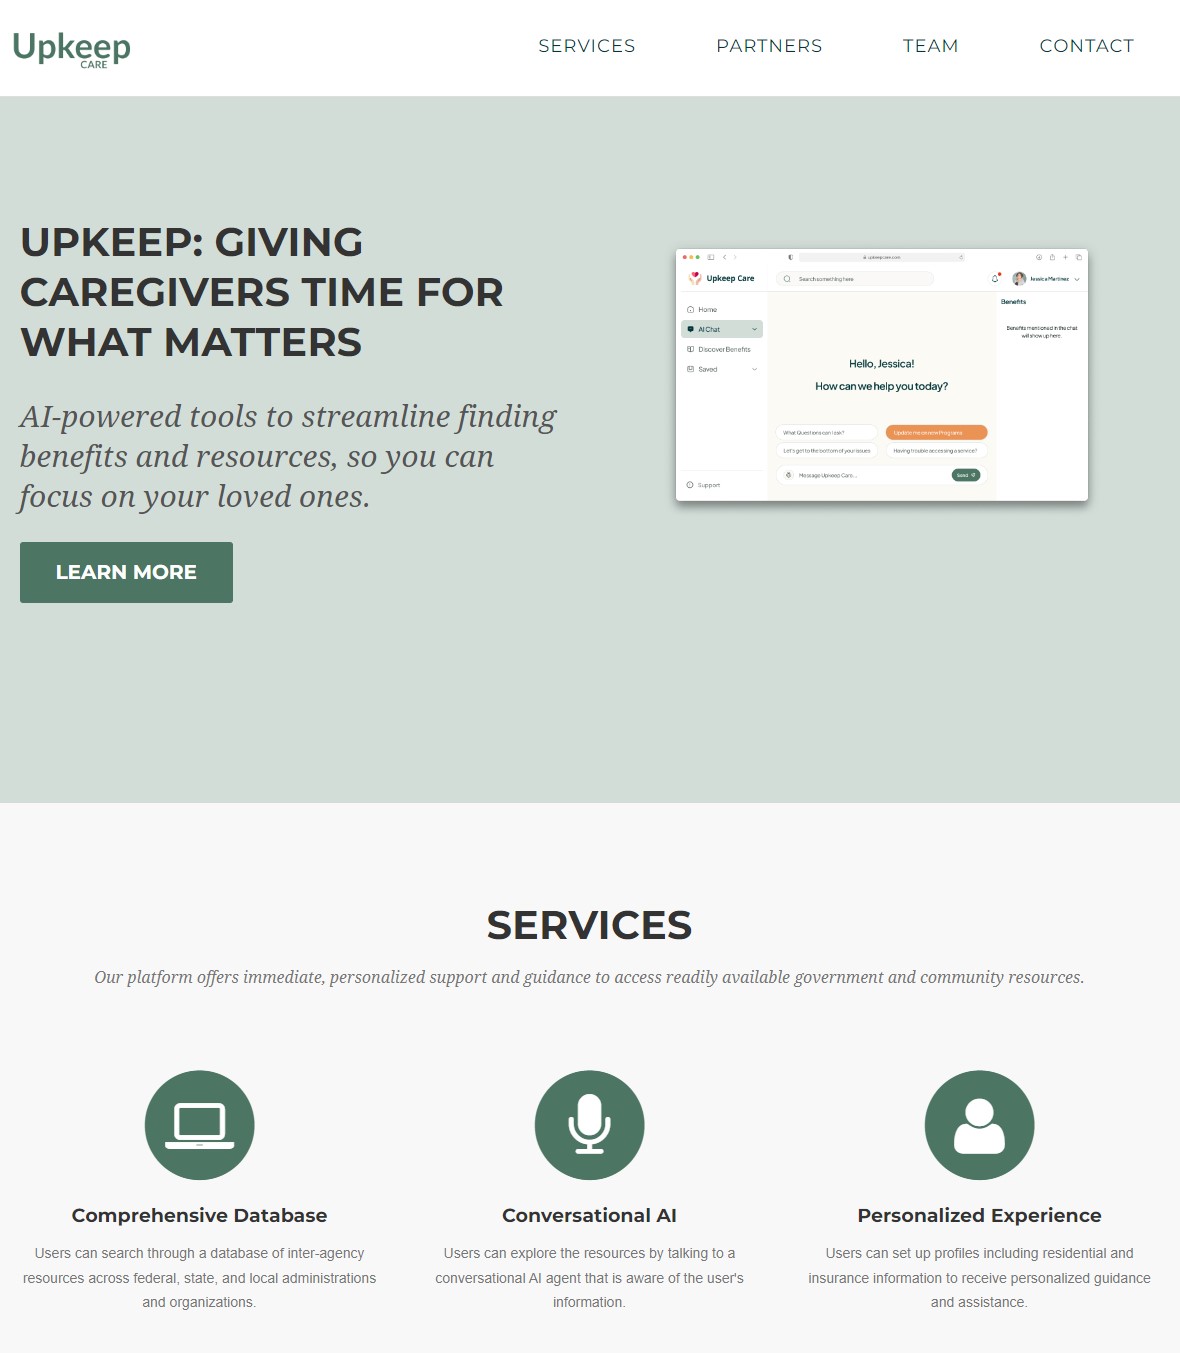 Upkeep
CARE
SERVICES PARTNERS TEAM CONTACT
UPKEEP: GIVING
CAREGIVERS TIME FOR
WHAT MATTERS
AI-powered tools to streamline finding
benefits and resources, so you can
focus on your loved ones.
LEARN MORE
upkeepcare.com
Upkeep Care
Search something here
Jessica Martinez
Home
AI Chat
Discover Benefits
Saved
Support
Hello, Jessica!
How can we help you today?
What Questions can I ask?
Update me on new Programs
Let's get to the bottom of your issues
Having trouble accessing a service?
Message Upkeep Care...
Send
Benefits
Benefits mentioned in the chat
will show up here.
SERVICES
Our platform offers immediate, personalized support and guidance to access readily available government and community resources.
Comprehensive Database
Users can search through a database of inter-agency
resources across federal, state, and local administrations
and organizations.
Conversational AI
Users can explore the resources by talking to a
conversational AI agent that is aware of the user's
information.
Personalized Experience
Users can set up profiles including residential and
insurance information to receive personalized guidance
and assistance.